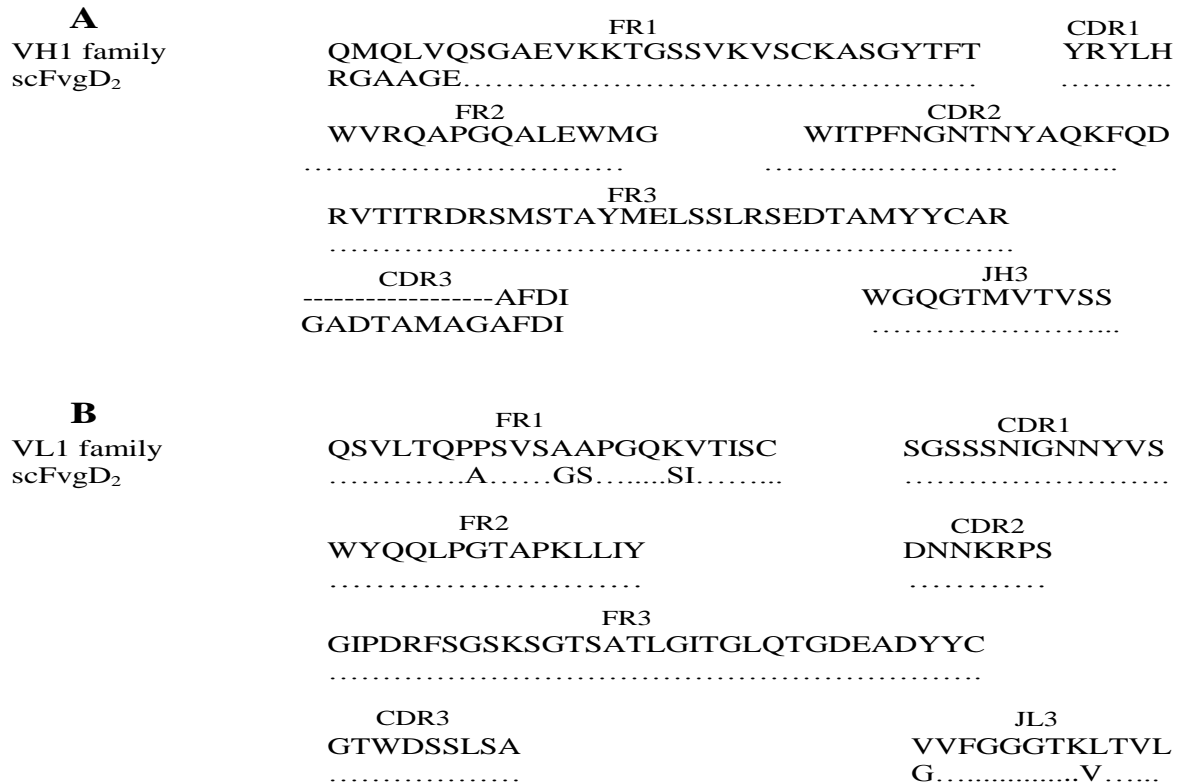 A
FR1 CDR1
VH1 family QMQLVQSGAEVKKTGSSVKVSCKASGYTFT YRYLH
scFvgD₂ RGAAGE……………………………………………. ………..
FR2 CDR2
WVRQAPGQALEWMG WITPFNGNTNYAQKFQD
………………………… ………..…………………..
FR3
RVTITRDRSMSTAYMELSSLRSEDTAMYYCAR
……………………………………………………….
CDR3 JH3
------------------AFDI WGQGTMVTVSS
GADTAMAGAFDI …………………...
B
FR1 CDR1
VL1 family QSVLTQPPSVSAAPGQKVTISC SGSSSNIGNNYVS
scFvgD₂ ………….A……GS….....SI……... …………………….
FR2 CDR2
WYQQLPGTAPKLLIY DNNKRPS
………………………… …………
FR3
GIPDRFSGSKSGTSATLGITGLQTGDEADYYC
…………………………………………………….
CDR3 JL3
GTWDSSLSA VVFGGGTKLTVL
……………… G…..............V…...